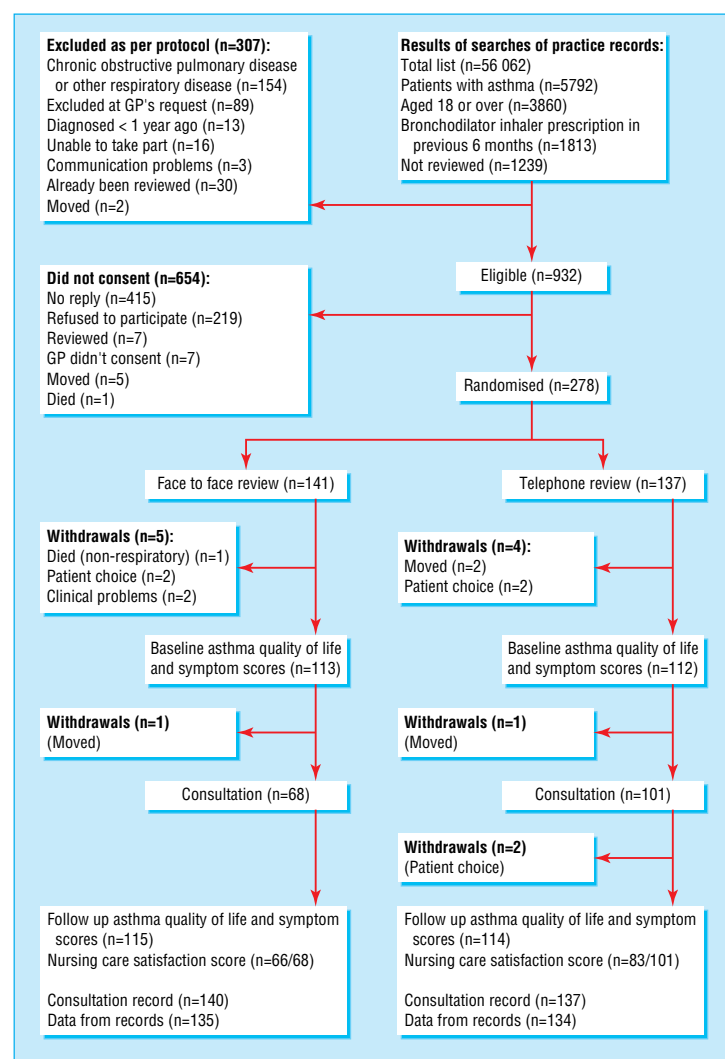 Excluded as per protocol (n=307):
Chronic obstructive pulmonary disease
or other respiratory disease (n=154)
Excluded at GP's request (n=89)
Diagnosed < 1 year ago (n=13)
Unable to take part (n=16)
Communication problems (n=3)
Already been reviewed (n=30)
Moved (n=2)
Results of searches of practice records:
Total list (n=56 062)
Patients with asthma (n=5792)
Aged 18 or over (n=3860)
Bronchodilator inhaler prescription in
previous 6 months (n=1813)
Not reviewed (n=1239)
Eligible (n=932)
Did not consent (n=654):
No reply (n=415)
Refused to participate (n=219)
Reviewed (n=7)
GP didn't consent (n=7)
Moved (n=5)
Died (n=1)
Randomised (n=278)
Face to face review (n=141)
Telephone review (n=137)
Withdrawals (n=5):
Died (non-respiratory) (n=1)
Patient choice (n=2)
Clinical problems (n=2)
Withdrawals (n=4):
Moved (n=2)
Patient choice (n=2)
Baseline asthma quality of life
and symptom scores (n=113)
Baseline asthma quality of life
and symptom scores (n=112)
Withdrawals (n=1)
(Moved)
Withdrawals (n=1)
(Moved)
Consultation (n=68)
Consultation (n=101)
Withdrawals (n=2)
(Patient choice)
Follow up asthma quality of life and symptom
scores (n=115)
Nursing care satisfaction score (n=66/68)
Consultation record (n=140)
Data from records (n=135)
Follow up asthma quality of life and symptom
scores (n=114)
Nursing care satisfaction score (n=83/101)
Consultation record (n=137)
Data from records (n=134)